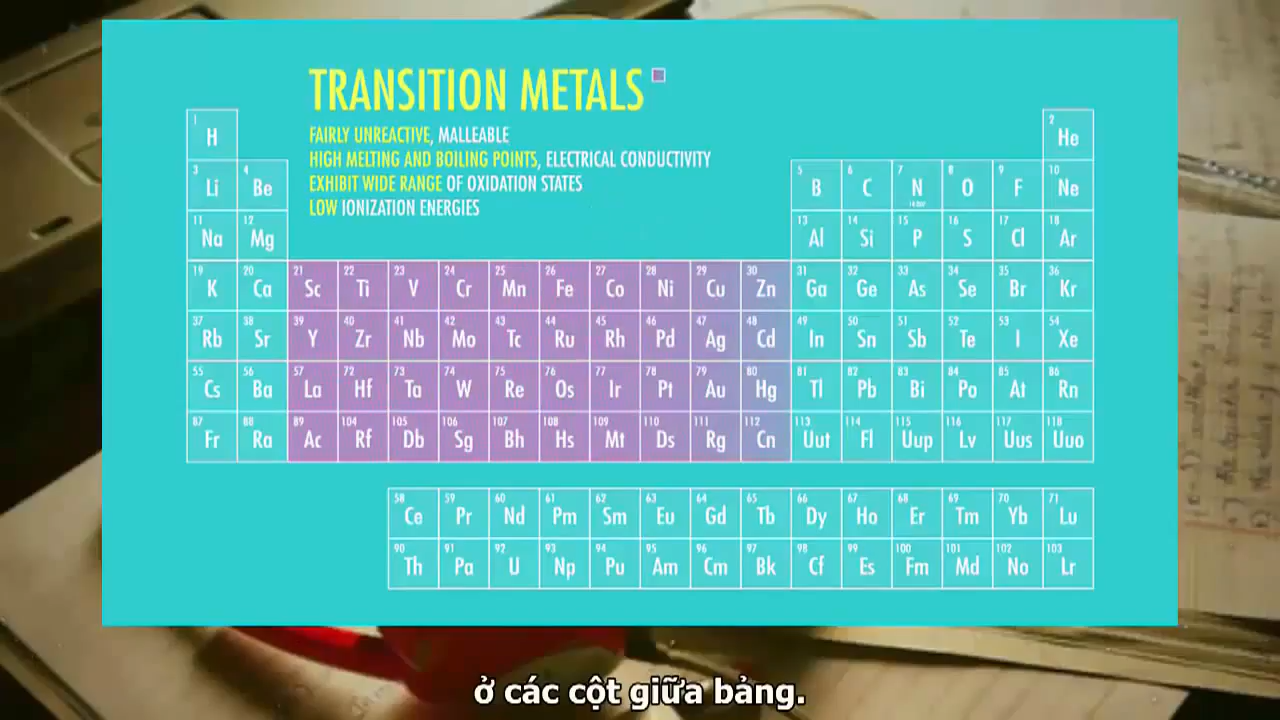 TRANSITION METALS
FAIRLY UNREACTIVE, MALLEABLE
HIGH MELTING AND BOILING POINTS, ELECTRICAL CONDUCTIVITY
EXHIBIT WIDE RANGE OF OXIDATION STATES
LOW IONIZATION ENERGIES
1 H 2 He
3 Li 4 Be 5 B 6 C 7 N 8 O 9 F 10 Ne
11 Na 12 Mg 13 Al 14 Si 15 P 16 S 17 Cl 18 Ar
19 K 20 Ca 21 Sc 22 Ti 23 V 24 Cr 25 Mn 26 Fe 27 Co 28 Ni 29 Cu 30 Zn 31 Ga 32 Ge 33 As 34 Se 35 Br 36 Kr
37 Rb 38 Sr 39 Y 40 Zr 41 Nb 42 Mo 43 Tc 44 Ru 45 Rh 46 Pd 47 Ag 48 Cd 49 In 50 Sn 51 Sb 52 Te 53 I 54 Xe
55 Cs 56 Ba 57 La 72 Hf 73 Ta 74 W 75 Re 76 Os 77 Ir 78 Pt 79 Au 80 Hg 81 Tl 82 Pb 83 Bi 84 Po 85 At 86 Rn
87 Fr 88 Ra 89 Ac 104 Rf 105 Db 106 Sg 107 Bh 108 Hs 109 Mt 110 Ds 111 Rg 112 Cn 113 Uut 114 Fl 115 Uup 116 Lv 117 Uus 118 Uuo
58 Ce 59 Pr 60 Nd 61 Pm 62 Sm 63 Eu 64 Gd 65 Tb 66 Dy 67 Ho 68 Er 69 Tm 70 Yb 71 Lu
90 Th 91 Pa 92 U 93 Np 94 Pu 95 Am 96 Cm 97 Bk 98 Cf 99 Es 100 Fm 101 Md 102 No 103 Lr
ở các cột giữa bảng.